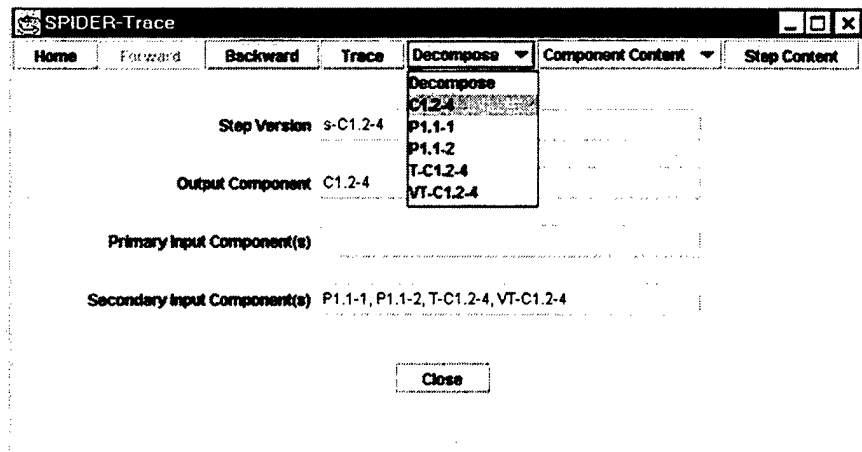 SPIDER-Trace
Home Forward Backward Trace Decompose Component Content Step Content
Decompose
C1.2-4
P1.1-1
P1.1-2
T-C1.2-4
VT-C1.2-4
Step Version s-C1.2-4
Output Component C1.2-4
Primary Input Component(s)
Secondary Input Component(s) P1.1-1, P1.1-2, T-C1.2-4, VT-C1.2-4
Close